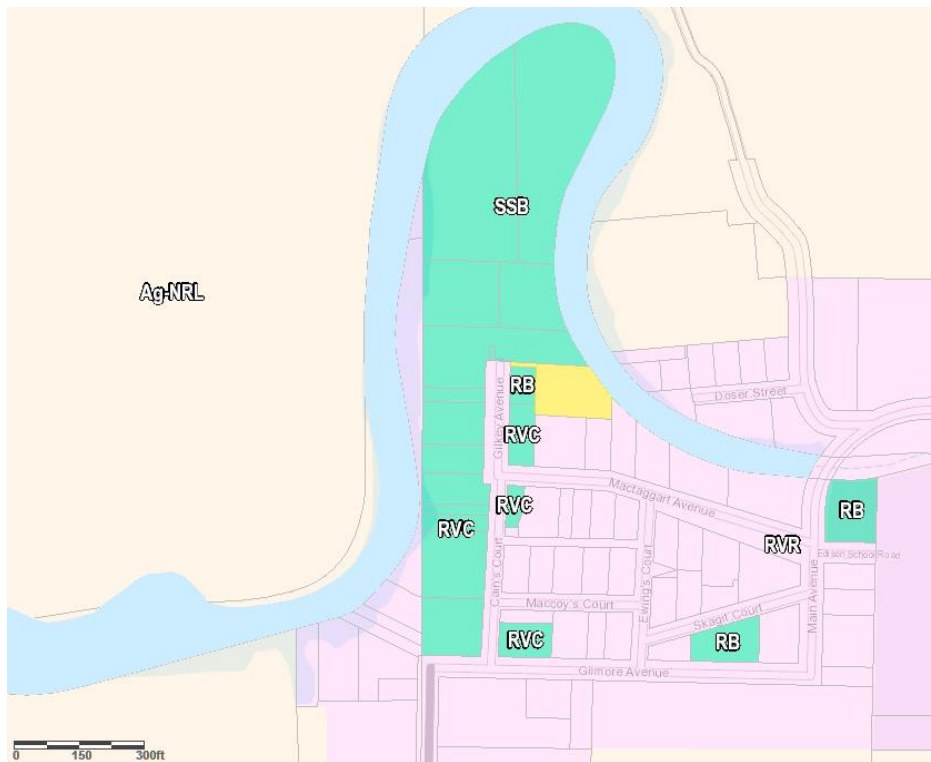 SSB
Ag-NRL
RB
Gilkey Avenue
Doser Street
RVC
Mactaggart Avenue
RVC
RB
RVC
RVR
Edison School Road
Cain's Court
Ewing's Court
Maccoy's Court
Main Avenue
Skagit Court
RVC
RB
Gilmore Avenue
0 150 300ft